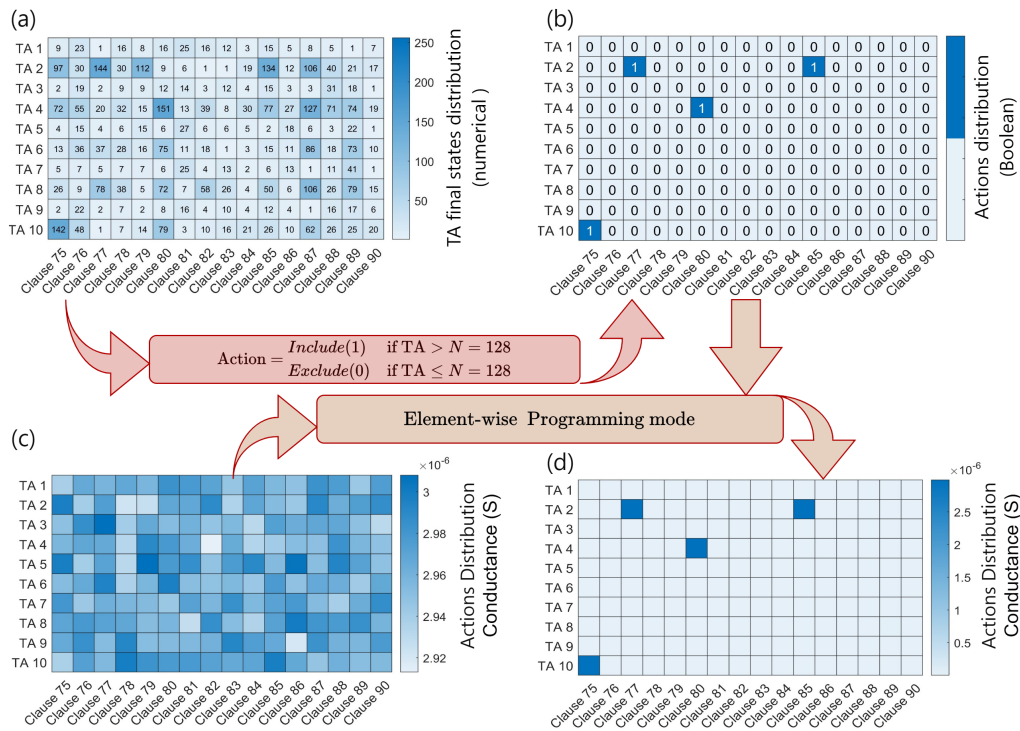 (a)
TA 1 9 23 1 16 8 16 25 16 12 3 15 5 8 5 1 7
TA 2 97 30 144 30 112 9 6 1 1 19 134 12 106 40 21 17
TA 3 2 19 2 9 9 12 14 3 12 9 14 3 3 31 18 1
TA 4 72 55 20 32 15 151 13 39 8 30 77 27 127 71 74 19
TA 5 4 15 4 6 15 6 27 6 8 5 2 18 6 3 22 1
TA 6 13 36 37 28 16 75 11 18 1 3 15 11 86 18 73 10
TA 7 5 7 5 1 6 1 25 4 13 4 2 6 13 11 41 1
TA 8 26 9 78 38 5 72 7 58 26 4 50 6 106 26 79 15
TA 9 2 22 2 7 2 8 16 4 10 4 12 4 1 16 17 6
TA 10 142 48 1 7 14 79 3 10 16 21 26 10 62 26 25 20
Clause 75 Clause 76 Clause 77 Clause 78 Clause 79 Clause 80 Clause 81 Clause 82 Clause 83 Clause 84 Clause 85 Clause 86 Clause 87 Clause 88 Clause 89 Clause 90
250
200
150
100
50
TA final states distribution
(numerical )
(b)
TA 1 0 0 0 0 0 0 0 0 0 0 0 0 0 0 0 0
TA 2 0 0 1 0 0 0 0 0 0 0 1 0 0 0 0 0
TA 3 0 0 0 0 0 0 0 0 0 0 0 0 0 0 0 0
TA 4 0 0 0 0 0 1 0 0 0 0 0 0 0 0 0 0
TA 5 0 0 0 0 0 0 0 0 0 0 0 0 0 0 0 0
TA 6 0 0 0 0 0 0 0 0 0 0 0 0 0 0 0 0
TA 7 0 0 0 0 0 0 0 0 0 0 0 0 0 0 0 0
TA 8 0 0 0 0 0 0 0 0 0 0 0 0 0 0 0 0
TA 9 0 0 0 0 0 0 0 0 0 0 0 0 0 0 0 0
TA 10 1 0 0 0 0 0 0 0 0 0 0 0 0 0 0 0
Clause 75 Clause 76 Clause 77 Clause 78 Clause 79 Clause 80 Clause 81 Clause 82 Clause 83 Clause 84 Clause 85 Clause 86 Clause 87 Clause 88 Clause 89 Clause 90
Actions distribution
(Boolean)
Action = Include(1) if TA > N = 128
Exclude(0) if TA ≤ N = 128
Element-wise Programming mode
(c)
TA 1
TA 2
TA 3
TA 4
TA 5
TA 6
TA 7
TA 8
TA 9
TA 10
Clause 75 Clause 76 Clause 77 Clause 78 Clause 79 Clause 80 Clause 81 Clause 82 Clause 83 Clause 84 Clause 85 Clause 86 Clause 87 Clause 88 Clause 89 Clause 90
×10⁻⁶
3
2.98
2.96
2.94
2.92
Actions Distribution
Conductance (S)
(d)
TA 1
TA 2
TA 3
TA 4
TA 5
TA 6
TA 7
TA 8
TA 9
TA 10
Clause 75 Clause 76 Clause 77 Clause 78 Clause 79 Clause 80 Clause 81 Clause 82 Clause 83 Clause 84 Clause 85 Clause 86 Clause 87 Clause 88 Clause 89 Clause 90
×10⁻⁶
2.5
2
1.5
1
0.5
Actions Distribution
Conductance (S)